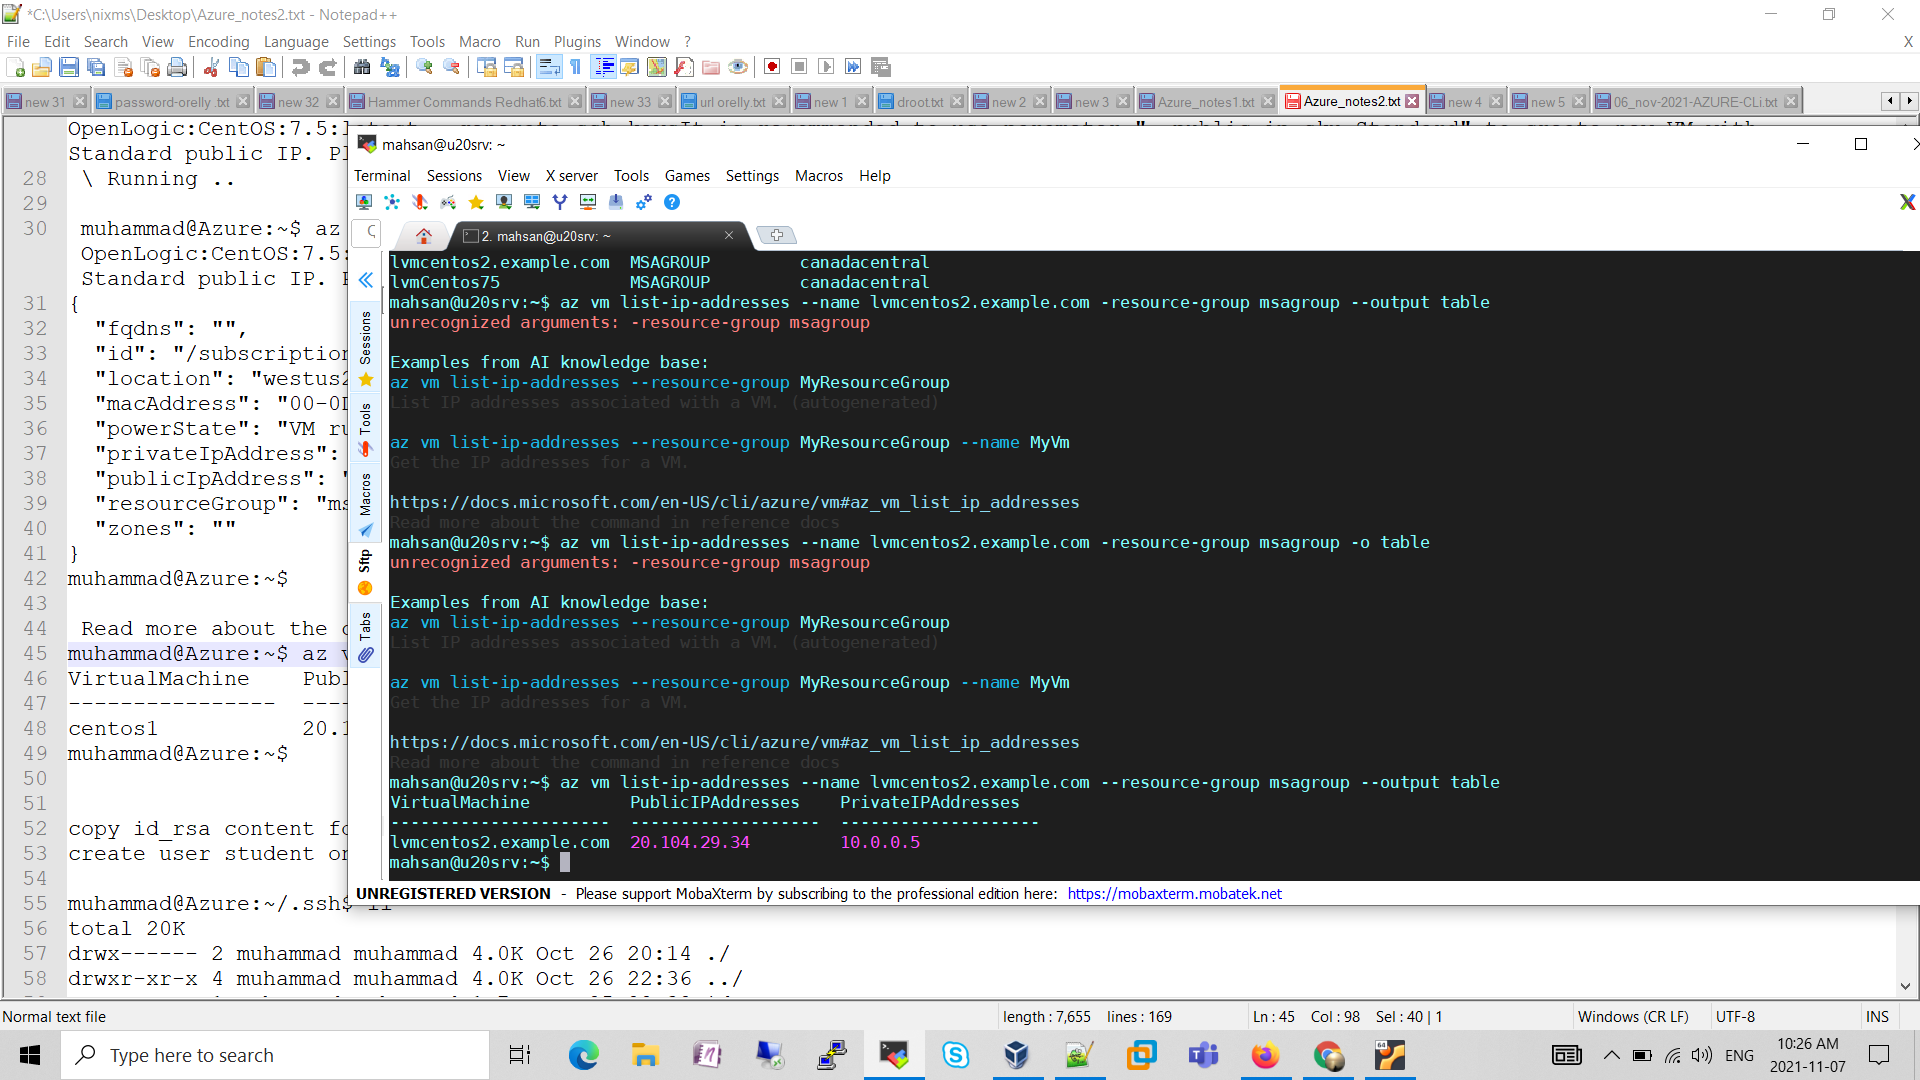 *C:\Users\nixms\Desktop\Azure_notes2.txt - Notepad++
File Edit Search View Encoding Language Settings Tools Macro Run Plugins Window ?
X
new 31 password-orelly .txt new 32 Hammer Commands Redhat6.txt new 33 url orelly.txt new 1 droot.txt new 2 new 3 Azure_notes1.txt Azure_notes2.txt new 4 new 5 06_nov-2021-AZURE-CLi.txt
Standard public IP. Pl
28 \ Running ..
29
30 muhammad@Azure:~$ az
OpenLogic:CentOS:7.5:
Standard public IP.
31 {
32 "fqdns": "",
33 "id": "/subscription
34 "location": "westus2
35 "macAddress": "00-0D
36 "powerState": "VM ru
37 "privateIpAddress":
38 "publicIpAddress": "
39 "resourceGroup": "ms
40 "zones": ""
41 }
42 muhammad@Azure:~$
43
44 Read more about the
45 muhammad@Azure:~$ az v
46 VirtualMachine Publ
47 ---------------- ----
48 centos1 20.1
49 muhammad@Azure:~$
50
51
52 copy id_rsa content fo
53 create user student on
54
55 muhammad@Azure:~/.ssh$ ll
56 total 20K
57 drwx------ 2 muhammad muhammad 4.0K Oct 26 20:14 ./
58 drwxr-xr-x 4 muhammad muhammad 4.0K Oct 26 22:36 ../
mahsan@u20srv: ~
Terminal Sessions View X server Tools Games Settings Macros Help
2. mahsan@u20srv: ~
Sessions
Tools
Macros
Sftp
Tabs
lvmcentos2.example.com MSAGROUP canadacentral
lvmCentos75 MSAGROUP canadacentral
mahsan@u20srv:~$ az vm list-ip-addresses --name lvmcentos2.example.com -resource-group msagroup --output table
unrecognized arguments: -resource-group msagroup
Examples from AI knowledge base:
az vm list-ip-addresses --resource-group MyResourceGroup
List IP addresses associated with a VM. (autogenerated)
az vm list-ip-addresses --resource-group MyResourceGroup --name MyVm
Get the IP addresses for a VM.
https://docs.microsoft.com/en-US/cli/azure/vm#az_vm_list_ip_addresses
Read more about the command in reference docs
mahsan@u20srv:~$ az vm list-ip-addresses --name lvmcentos2.example.com -resource-group msagroup -o table
unrecognized arguments: -resource-group msagroup
Examples from AI knowledge base:
az vm list-ip-addresses --resource-group MyResourceGroup
List IP addresses associated with a VM. (autogenerated)
az vm list-ip-addresses --resource-group MyResourceGroup --name MyVm
Get the IP addresses for a VM.
https://docs.microsoft.com/en-US/cli/azure/vm#az_vm_list_ip_addresses
Read more about the command in reference docs
mahsan@u20srv:~$ az vm list-ip-addresses --name lvmcentos2.example.com --resource-group msagroup --output table
VirtualMachine PublicIPAddresses PrivateIPAddresses
---------------------- ------------------- --------------------
lvmcentos2.example.com 20.104.29.34 10.0.0.5
mahsan@u20srv:~$
UNREGISTERED VERSION - Please support MobaXterm by subscribing to the professional edition here: https://mobaxterm.mobatek.net
Normal text file length : 7,655 lines : 169 Ln : 45 Col : 98 Sel : 40 | 1 Windows (CR LF) UTF-8 INS
Type here to search
ENG
10:26 AM
2021-11-07